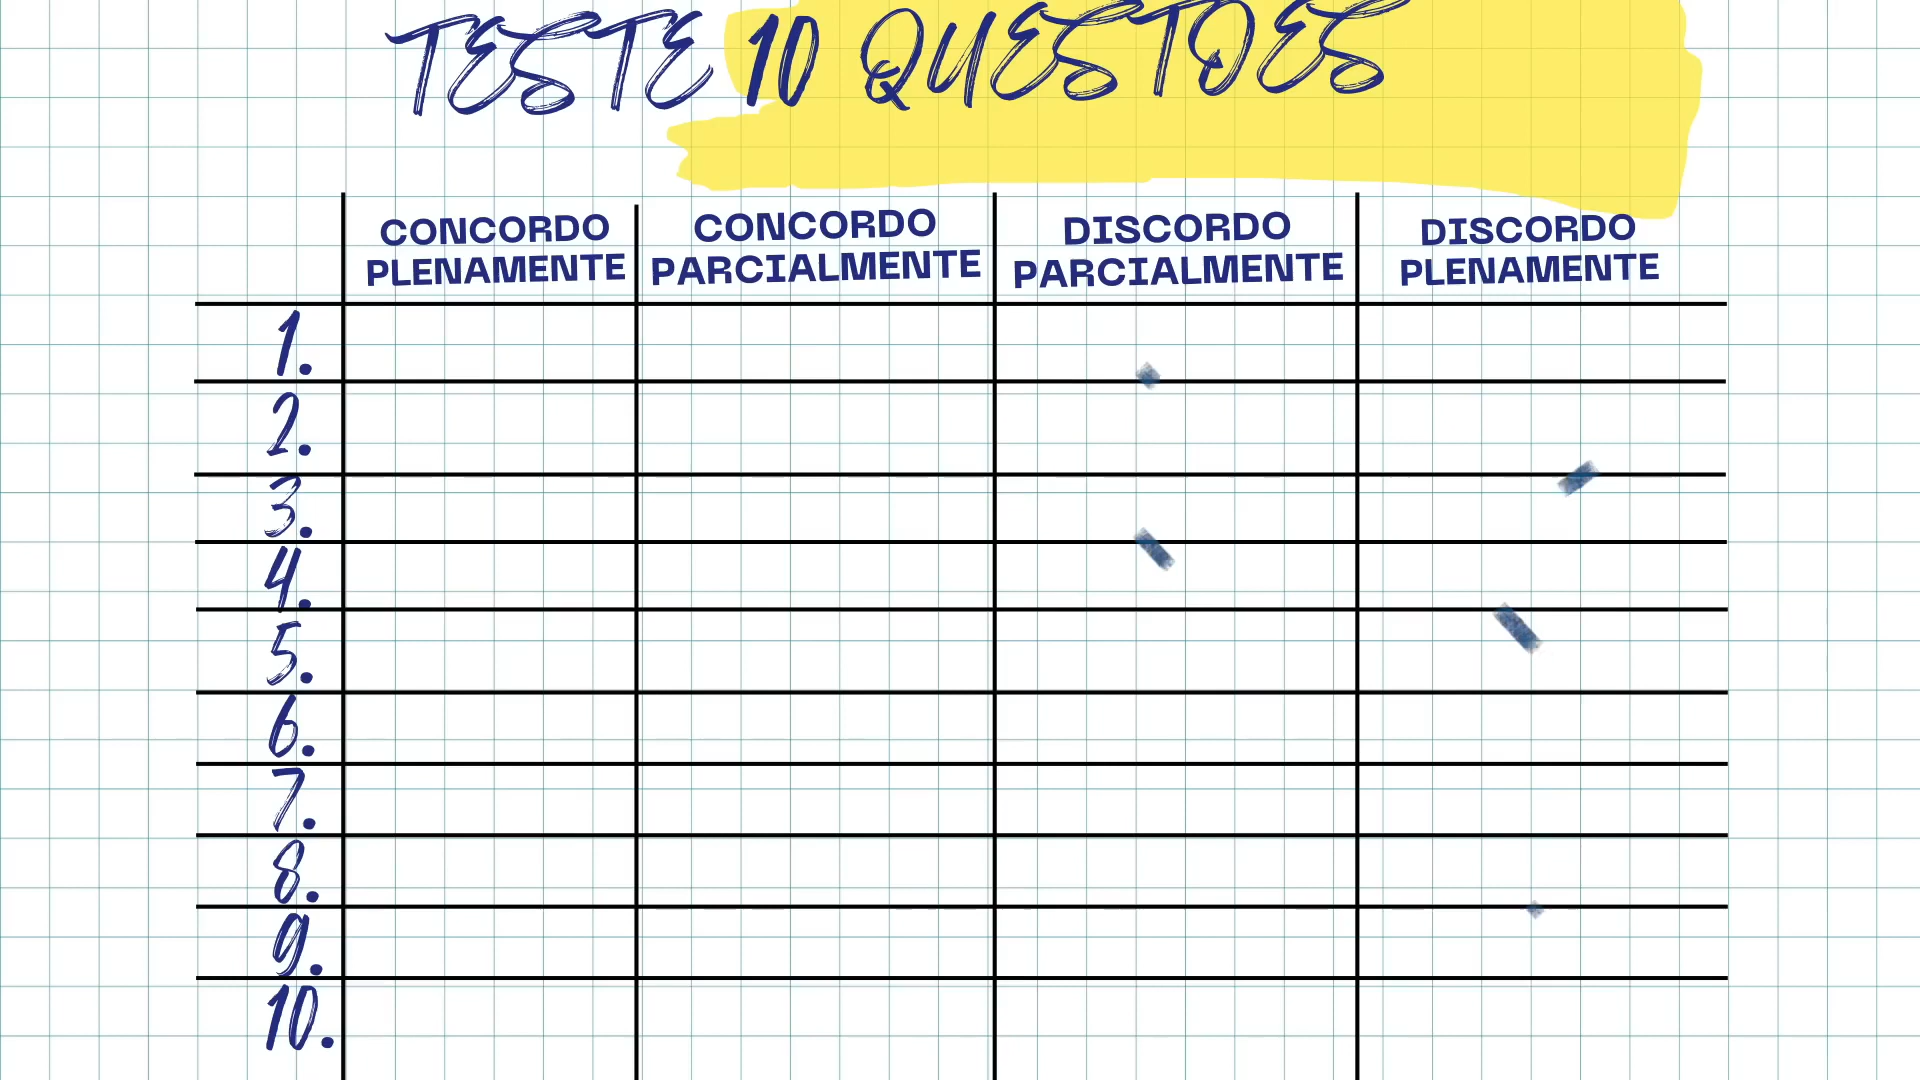 TESTE 10 QUESTOES
CONCORDO PLENAMENTE
CONCORDO PARCIALMENTE
DISCORDO PARCIALMENTE
DISCORDO PLENAMENTE
1.
2.
3.
4.
5.
6.
7.
8.
9.
10.